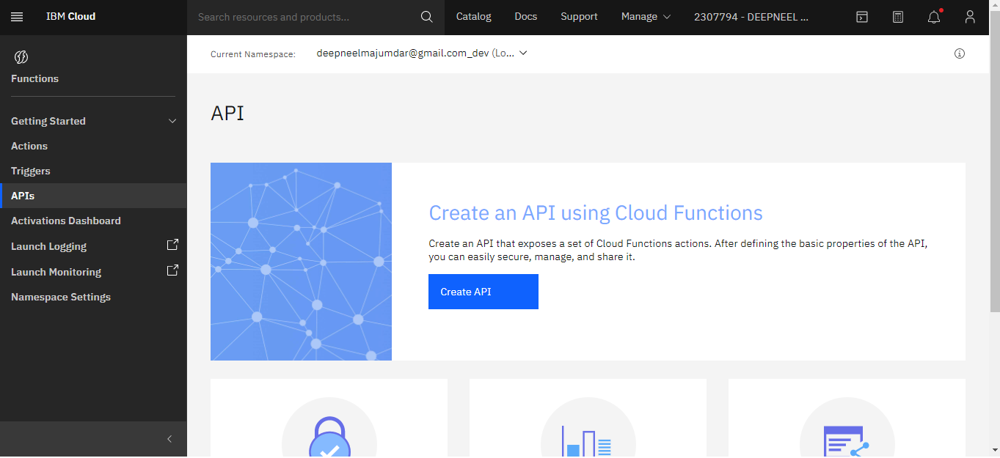 IBM Cloud
Search resources and products...
Catalog
Docs
Support
Manage
2307794 - DEEPNEEL ...
Functions
Getting Started
Actions
Triggers
APIs
Activations Dashboard
Launch Logging
Launch Monitoring
Namespace Settings
Current Namespace:
deepneelmajumdar@gmail.com_dev (Lo...
API
Create an API using Cloud Functions
Create an API that exposes a set of Cloud Functions actions. After defining the basic properties of the API,
you can easily secure, manage, and share it.
Create API